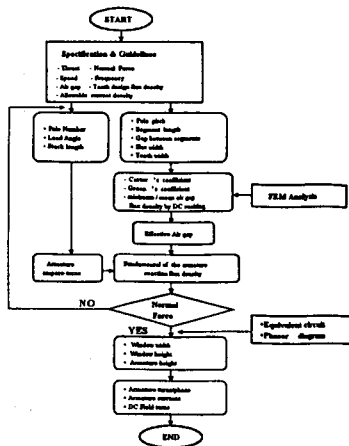 START
Specification & Guidelines
- Thrust - Normal Force
- Speed - Frequency
- Air gap - Tooth design flux density
- Allowable current density
• Pole Number
• Load Angle
• Stack length
• Pole pitch
• Segment length
• Gap between segments
• Slot width
• Tooth width
- Carter 's coefficient
- 's coefficient
- minimum / mean air gap
flux density by DC
FEM Analysis
Effective Air gap
Armature
ampere turns
Fundamental of the armature
reaction flux density
NO
Normal
Force
YES
•Equivalent circuit
•Phasor diagram
• Window width
• Window height
• Armature height
• Armature turns/phase
• Armature currents
• DC Field turns
END